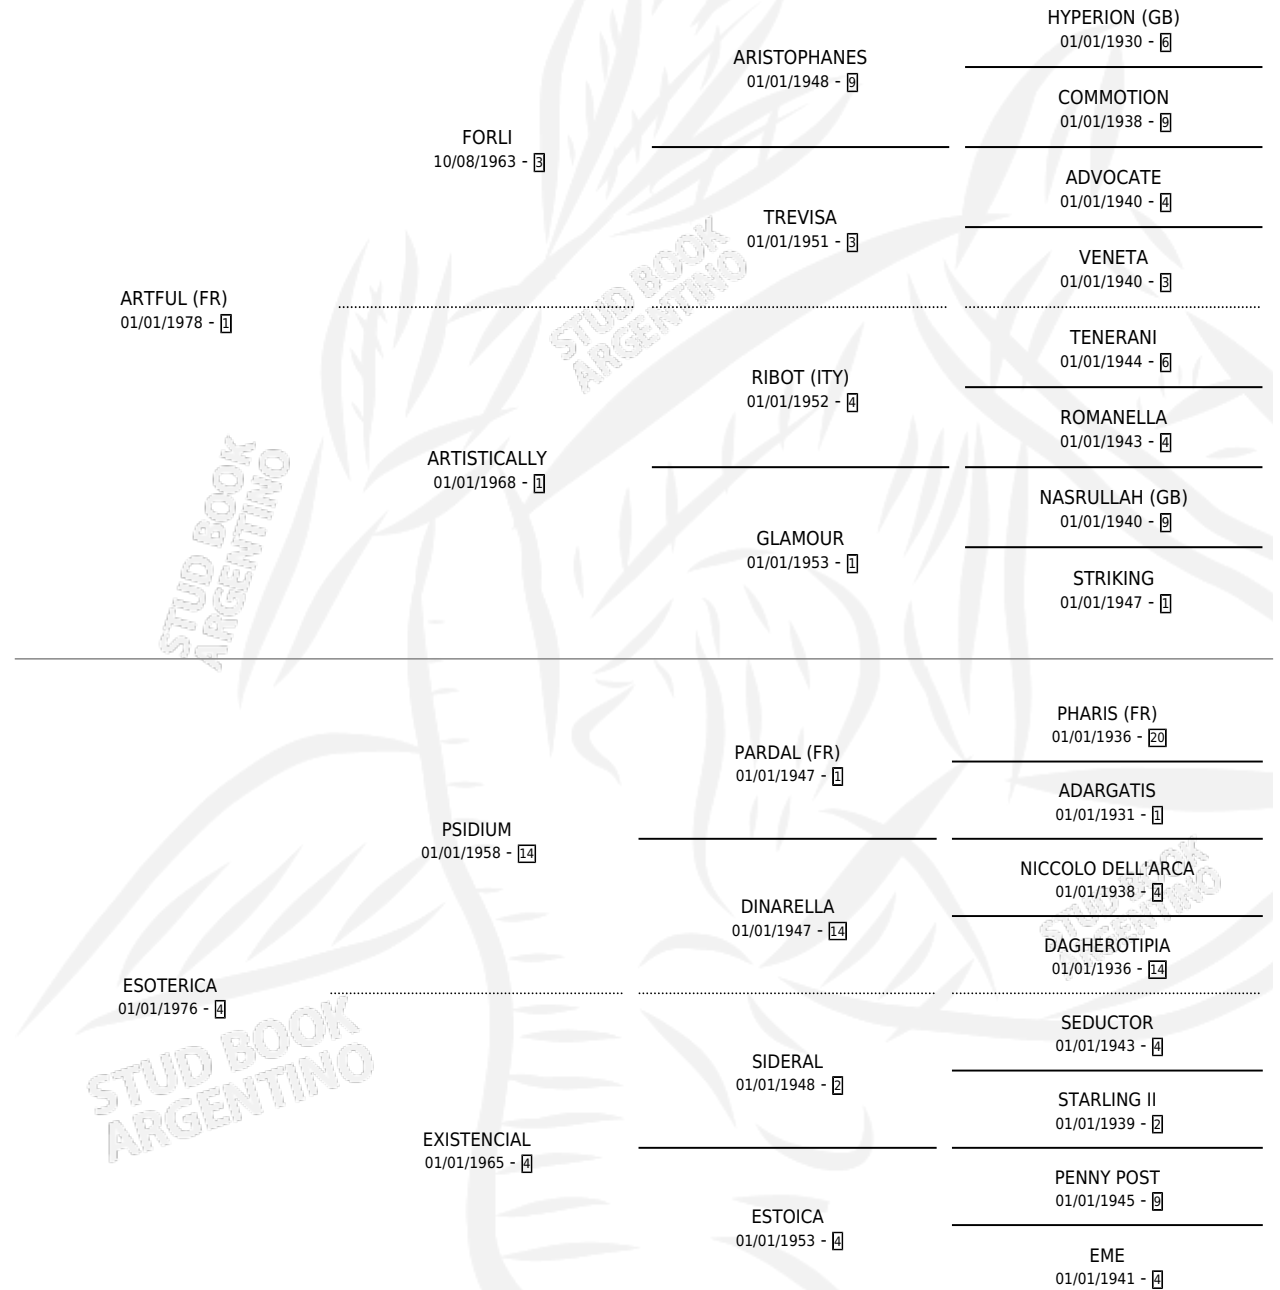 HYPERION (GB)
01/01/1930 - 6
ARISTOPHANES
01/01/1948 - 9
COMMOTION
01/01/1938 - 9
FORLI
10/08/1963 - 3
ADVOCATE
01/01/1940 - 4
TREVISA
01/01/1951 - 3
VENETA
01/01/1940 - 3
ARTFUL (FR)
01/01/1978 - 1
TENERANI
01/01/1944 - 6
RIBOT (ITY)
01/01/1952 - 4
ROMANELLA
01/01/1943 - 4
ARTISTICALLY
01/01/1968 - 1
NASRULLAH (GB)
01/01/1940 - 9
GLAMOUR
01/01/1953 - 1
STRIKING
01/01/1947 - 1
PHARIS (FR)
01/01/1936 - 20
PARDAL (FR)
01/01/1947 - 1
ADARGATIS
01/01/1931 - 1
PSIDIUM
01/01/1958 - 14
NICCOLO DELL'ARCA
01/01/1938 - 4
DINARELLA
01/01/1947 - 14
DAGHEROTIPIA
01/01/1936 - 14
ESOTERICA
01/01/1976 - 4
SEDUCTOR
01/01/1943 - 4
SIDERAL
01/01/1948 - 2
STARLING II
01/01/1939 - 2
EXISTENCIAL
01/01/1965 - 4
PENNY POST
01/01/1945 - 9
ESTOICA
01/01/1953 - 4
EME
01/01/1941 - 4
STUD BOOK
ARGENTINO
STUD BOOK
ARGENTINO
STUD BOOK
ARGENTINO
STUD BOOK
ARGENTINO